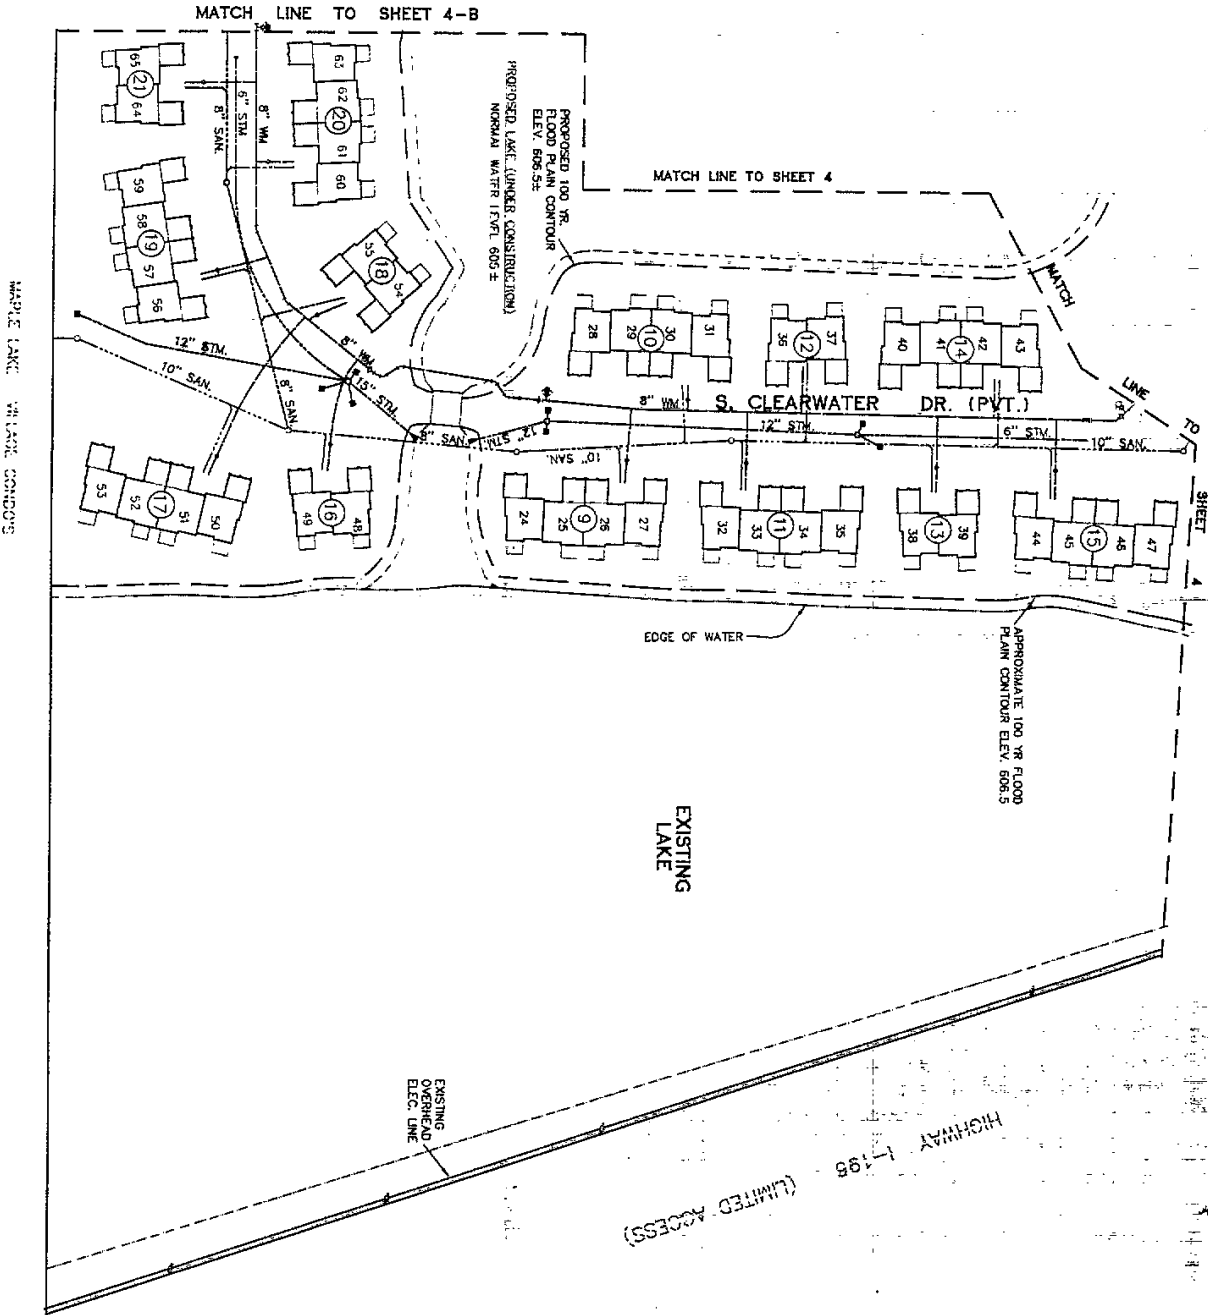 MATCH LINE TO SHEET 4-B
MATCH LINE TO SHEET 4
MATCH LINE TO SHEET 4
PROPOSED 100 YR.
FLOOD PLAIN CONTOUR
ELEV. 606.5±
PROPOSED LAKE (UNDER CONSTRUCTION)
NORMAL WATER LEVEL 605±
65
64
21
6" STM
8" SAN.
8" WM
63
62
20
61
60
59
58
19
57
56
55
18
54
12" STM.
10" SAN.
8" SAN.
8" WM
15" STM.
8" SAN.
12" STM.
28
29
10
30
31
36
12
37
40
41
14
42
43
8" WM
S. CLEARWATER DR. (PVT.)
12" STM.
6" STM.
10" SAN.
10" SAN.
53
52
17
51
50
49
16
48
24
25
9
26
27
32
33
11
34
35
38
13
39
44
45
15
46
47
EDGE OF WATER
APPROXIMATE 100 YR FLOOD
PLAIN CONTOUR ELEV. 606.5
EXISTING
LAKE
EXISTING
OVERHEAD
ELEC. LINE
HIGHWAY I-196 (LIMITED ACCESS)
MAPLE LAKE VILLAGE CONDO'S